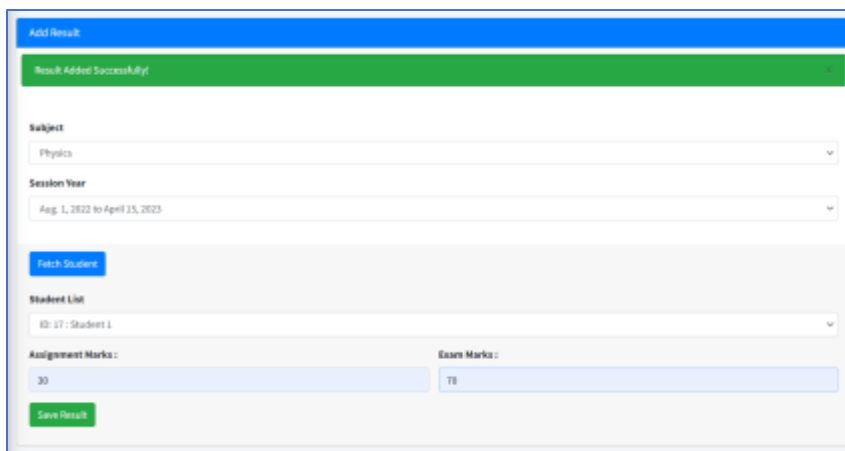 Add Result
Result Added Successfully!
Subject
Physics
Session Year
Aug. 1, 2022 to April 15, 2023
Fetch Student
Student List
ID: 17 : Student 1
Assignment Marks :
Exam Marks :
30
70
Save Result